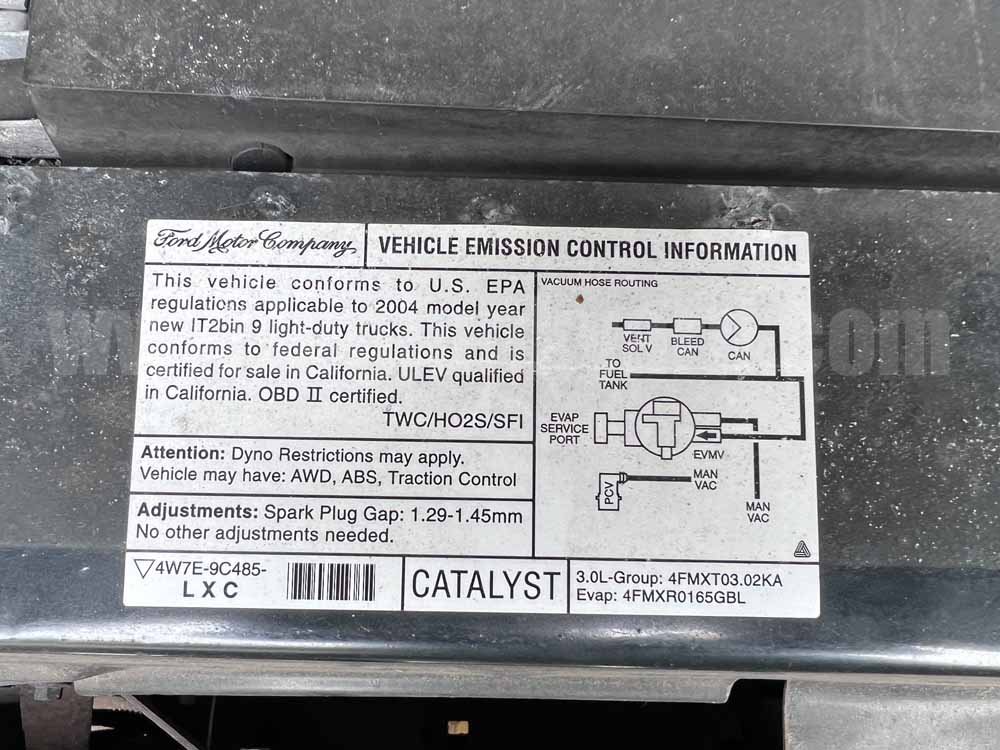 Ford Motor Company
VEHICLE EMISSION CONTROL INFORMATION
This vehicle conforms to U.S. EPA
regulations applicable to 2004 model year
new IT2bin 9 light-duty trucks. This vehicle
conforms to federal regulations and is
certified for sale in California. ULEV qualified
in California. OBD II certified.
TWC/HO2S/SFI
Attention: Dyno Restrictions may apply.
Vehicle may have: AWD, ABS, Traction Control
Adjustments: Spark Plug Gap: 1.29-1.45mm
No other adjustments needed.
VACUUM HOSE ROUTING
VENT
SOL V
BLEED
CAN
CAN
TO
FUEL
TANK
EVAP
SERVICE
PORT
EVMV
PCV
MAN
VAC
MAN
VAC
4W7E-9C485-
LXC
CATALYST
3.0L-Group: 4FMXT03.02KA
Evap: 4FMXR0165GBL
www.
.com